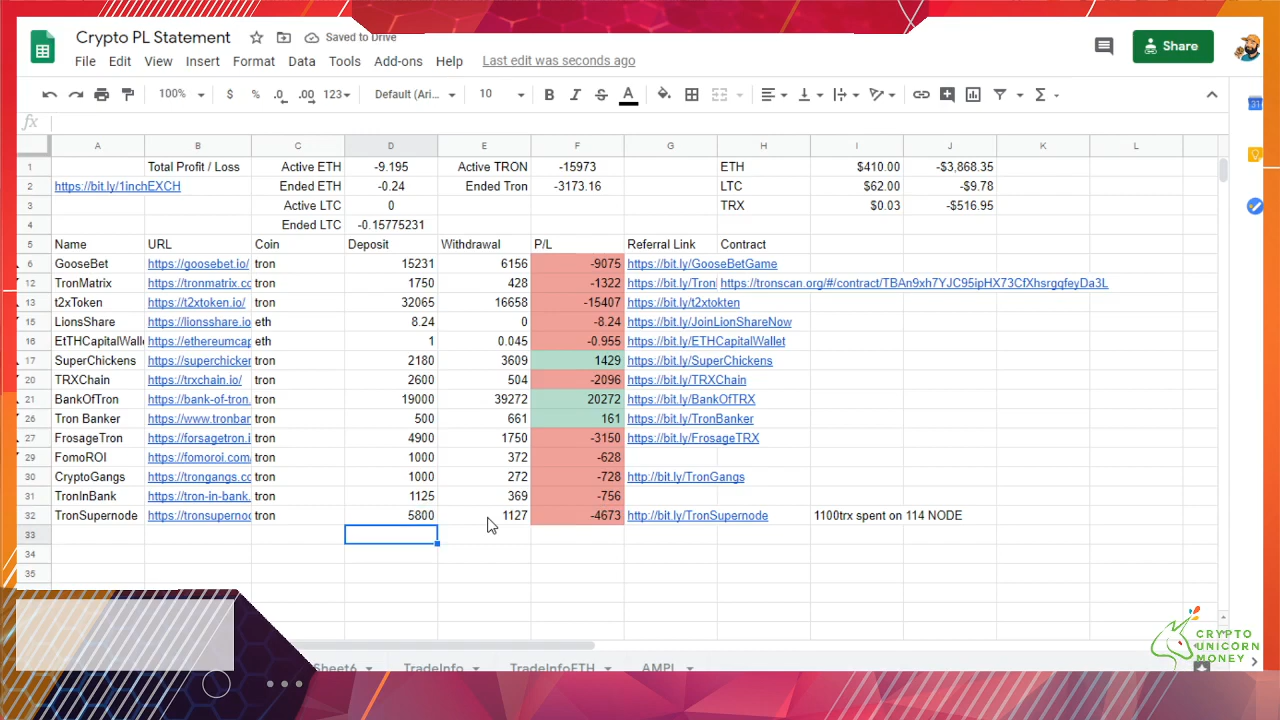 Crypto PL Statement Saved to Drive
File Edit View Insert Format Data Tools Add-ons Help Last edit was seconds ago
Share
100% $ % .0 .00 123 Default (Ari... 10 B I S A Σ
fx
A B C D E F G H I J K L
1 Total Profit / Loss Active ETH -9.195 Active TRON -15973 ETH $410.00 -$3,868.35
2 https://bit.ly/1inchEXCH Ended ETH -0.24 Ended Tron -3173.16 LTC $62.00 -$9.78
3 Active LTC 0 TRX $0.03 -$516.95
4 Ended LTC -0.15775231
5 Name URL Coin Deposit Withdrawal P/L Referral Link Contract
6 GooseBet https://goosebet.io/ tron 15231 6156 -9075 https://bit.ly/GooseBetGame
12 TronMatrix https://tronmatrix.cc tron 1750 428 -1322 https://bit.ly/Tron https://tronscan.org/#/contract/TBAn9xh7YJC95ipHX73CfXhsrgqfeyDa3L
13 t2xToken https://t2xtoken.io/ tron 32065 16658 -15407 https://bit.ly/t2xtokten
15 LionsShare https://lionsshare.io eth 8.24 0 -8.24 https://bit.ly/JoinLionShareNow
16 EtTHCapitalWalle https://ethereumcap eth 1 0.045 -0.955 https://bit.ly/ETHCapitalWallet
17 SuperChickens https://superchicker tron 2180 3609 1429 https://bit.ly/SuperChickens
20 TRXChain https://trxchain.io/ tron 2600 504 -2096 https://bit.ly/TRXChain
21 BankOfTron https://bank-of-tron. tron 19000 39272 20272 https://bit.ly/BankOfTRX
26 Tron Banker https://www.tronbar tron 500 661 161 https://bit.ly/TronBanker
27 FrosageTron https://forsagetron.i tron 4900 1750 -3150 https://bit.ly/FrosageTRX
29 FomoROI https://fomoroi.com/ tron 1000 372 -628
30 CryptoGangs https://trongangs.cc tron 1000 272 -728 http://bit.ly/TronGangs
31 TronInBank https://tron-in-bank. tron 1125 369 -756
32 TronSupernode https://tronsupernoc tron 5800 1127 -4673 http://bit.ly/TronSupernode 1100trx spent on 114 NODE
33
34
35
Sheet6 TradeInfo TradeInfoETH AMPL
CRYPTO
UNICORN
MONEY